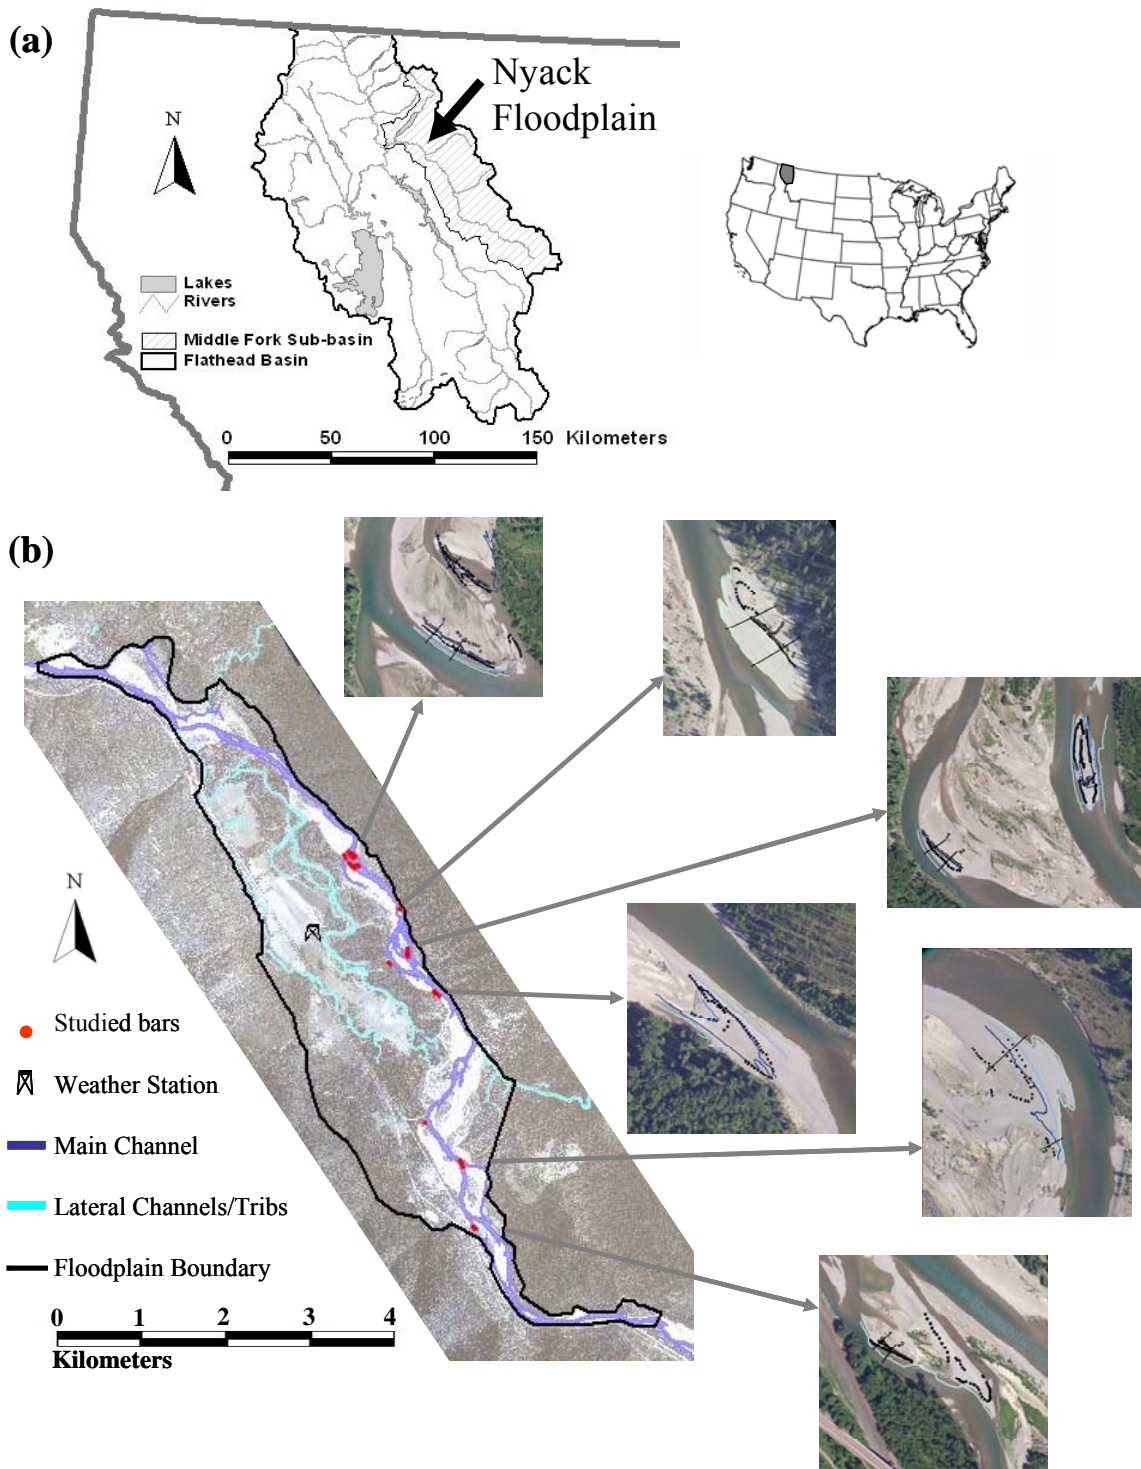 (a)
Nyack
Floodplain
N
Lakes
Rivers
Middle Fork Sub-basin
Flathead Basin
0 50 100 150 Kilometers
(b)
N
Studied bars
Weather Station
Main Channel
Lateral Channels/Tribs
Floodplain Boundary
0 1 2 3 4
Kilometers